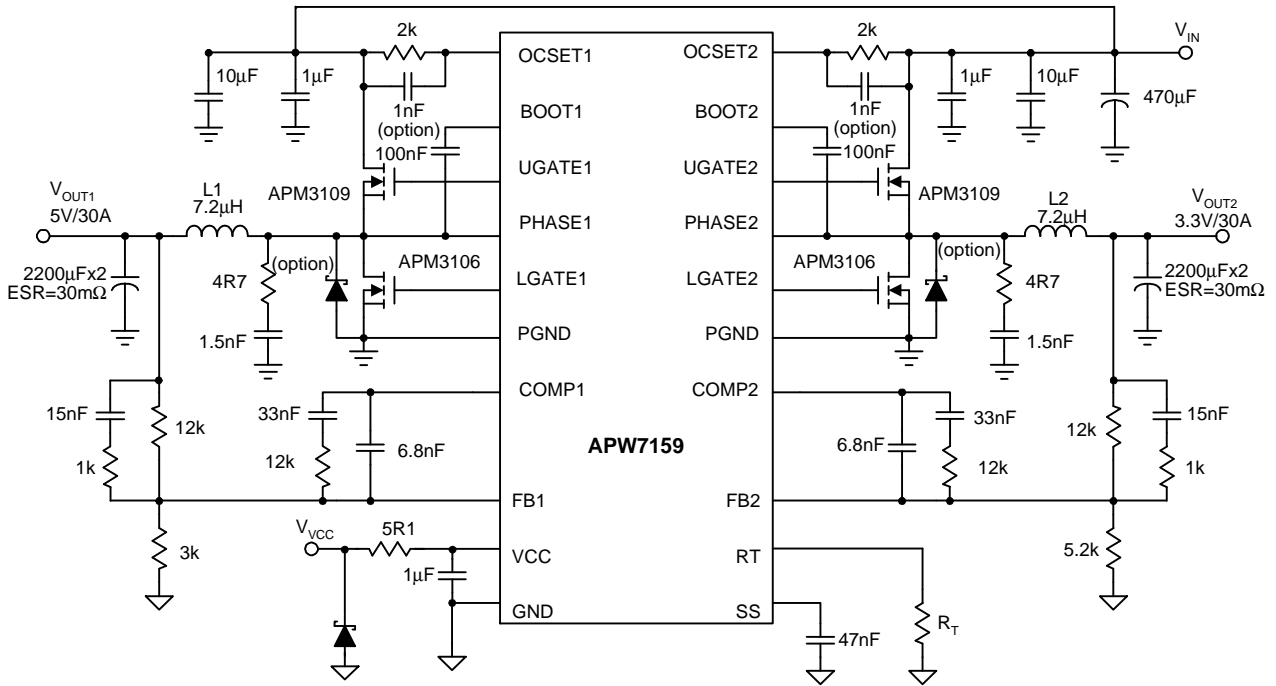 2k
2k
V_IN
OCSET1
OCSET2
10μF
1μF
1μF
10μF
470μF
1nF
(option)
1nF
(option)
BOOT1
BOOT2
100nF
100nF
UGATE1
UGATE2
APM3109
APM3109
V_OUT1
5V/30A
L1
7.2μH
PHASE1
PHASE2
L2
7.2μH
V_OUT2
3.3V/30A
(option)
APM3106
APM3106
(option)
2200μFx2
ESR=30mΩ
4R7
LGATE1
LGATE2
4R7
2200μFx2
ESR=30mΩ
1.5nF
PGND
PGND
1.5nF
COMP1
COMP2
15nF
12k
33nF
33nF
12k
15nF
1k
12k
6.8nF
APW7159
6.8nF
12k
1k
FB1
FB2
3k
V_VCC
5R1
VCC
RT
5.2k
1μF
GND
SS
47nF
R_T